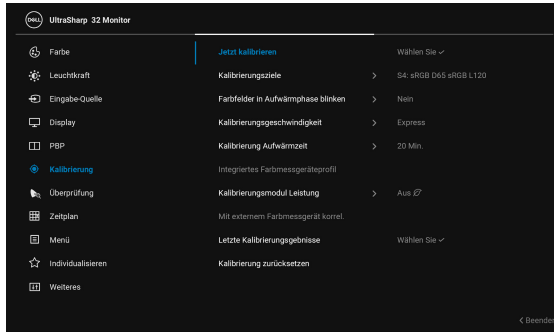 DELL UltraSharp 32 Monitor
Farbe Jetzt kalibrieren Wählen Sie ✓
Leuchtkraft Kalibrierungsziele > S4: sRGB D65 sRGB L120
Eingabe-Quelle Farbfelder in Aufwärmphase blinken > Nein
Display Kalibrierungsgeschwindigkeit > Express
PBP Kalibrierung Aufwärmzeit > 20 Min.
Kalibrierung Integriertes Farbmessgeräteprofil
Überprüfung Kalibrierungsmodul Leistung > Aus
Zeitplan Mit externem Farbmessgerät korrel.
Menü Letzte Kalibrierungsgebnisse Wählen Sie ✓
Individualisieren Kalibrierung zurücksetzen
Weiteres
< Beenden